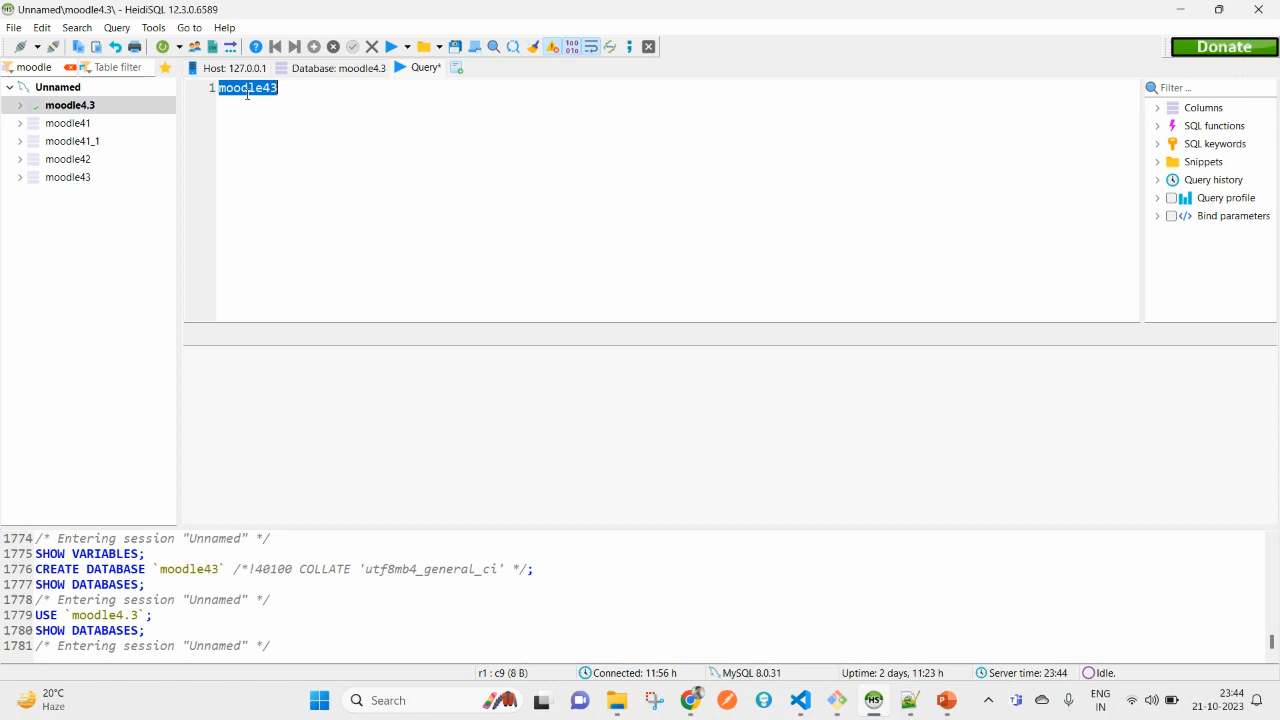 Unnamed\moodle4.3\ - HeidiSQL 12.3.0.6589
File Edit Search Query Tools Go to Help
Donate
moodle Table filter
Host: 127.0.0.1 Database: moodle4.3 Query*
Unnamed
moodle4.3
moodle41
moodle41_1
moodle42
moodle43
1 moodle43
Filter ...
Columns
SQL functions
SQL keywords
Snippets
Query history
Query profile
Bind parameters
1774 /* Entering session "Unnamed" */
1775 SHOW VARIABLES;
1776 CREATE DATABASE `moodle43` /*!40100 COLLATE 'utf8mb4_general_ci' */;
1777 SHOW DATABASES;
1778 /* Entering session "Unnamed" */
1779 USE `moodle4.3`;
1780 SHOW DATABASES;
1781 /* Entering session "Unnamed" */
r1 : c9 (8 B) Connected: 11:56 h MySQL 8.0.31 Uptime: 2 days, 11:23 h Server time: 23:44 Idle.
20°C
Haze
Search
ENG
IN
23:44
21-10-2023